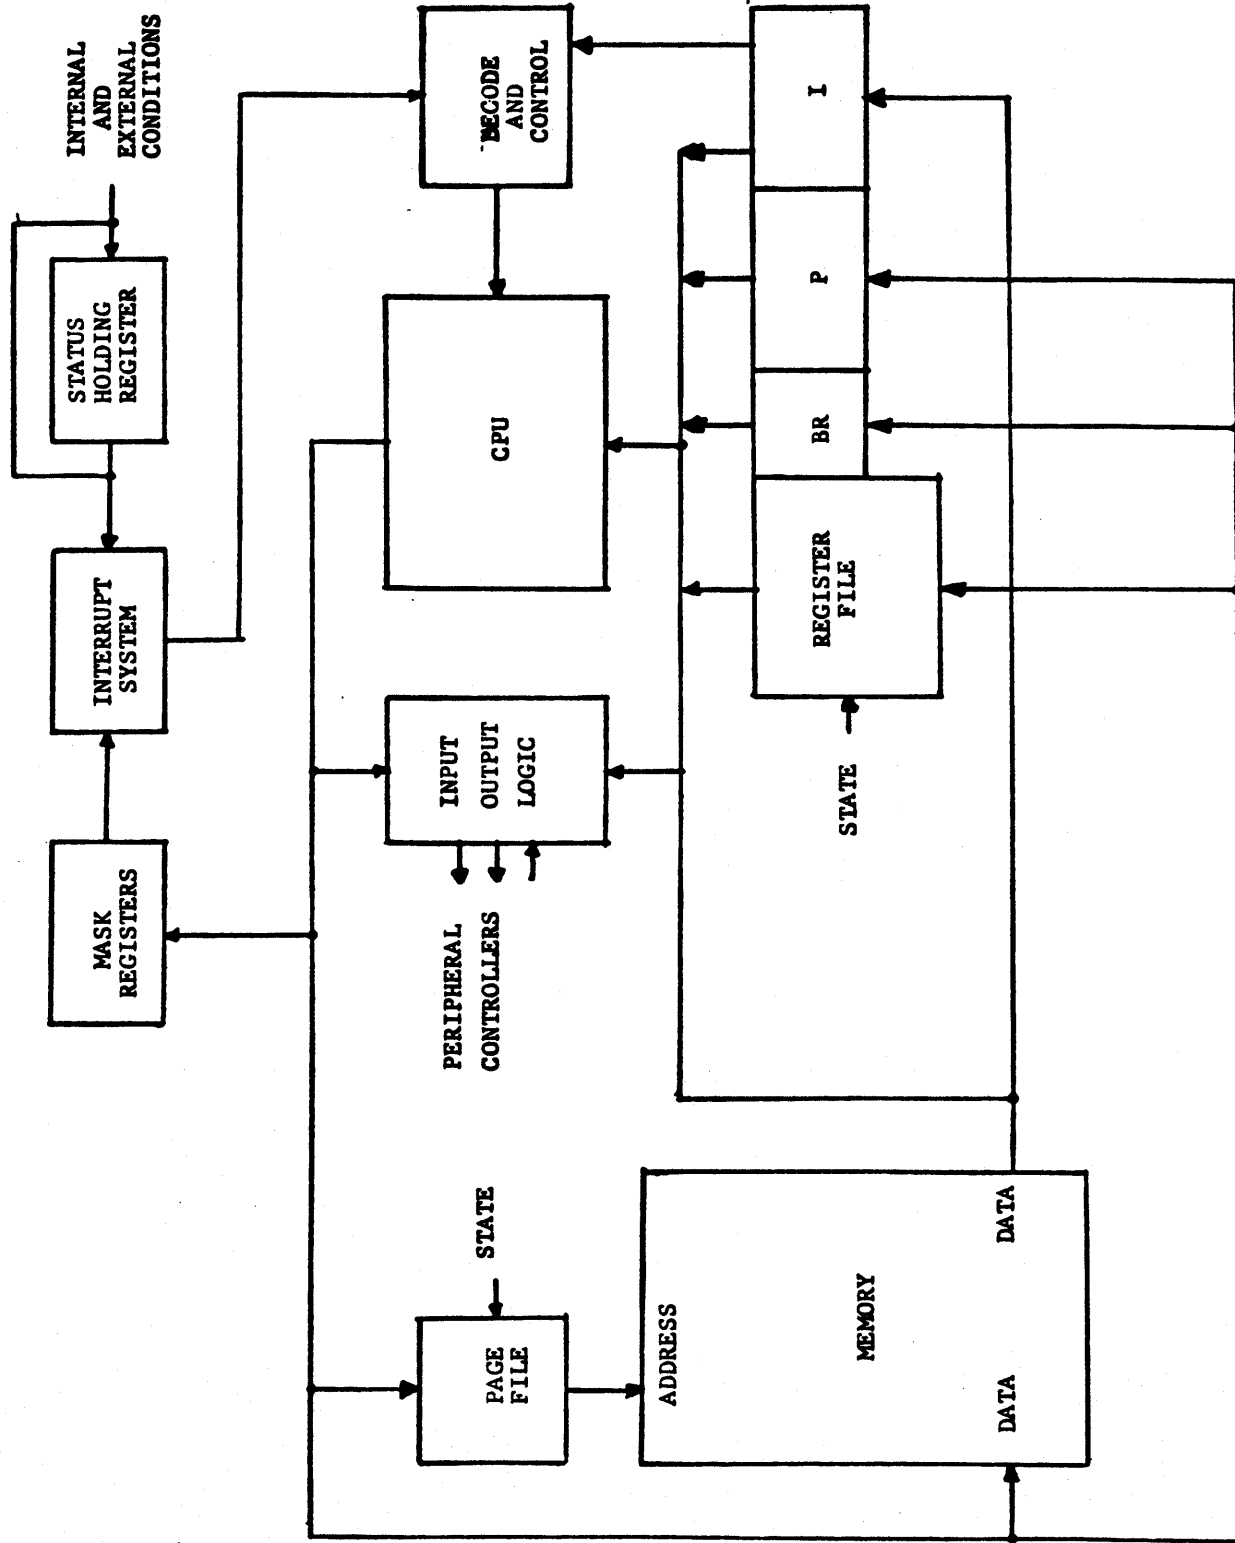 INTERNAL
AND
EXTERNAL
CONDITIONS
STATUS
HOLDING
REGISTER
INTERRUPT
SYSTEM
MASK
REGISTERS
DECODE
AND
CONTROL
CPU
INPUT
OUTPUT
LOGIC
PERIPHERAL
CONTROLLERS
STATE
PAGE
FILE
I
P
BR
REGISTER
FILE
STATE
ADDRESS
MEMORY
DATA
DATA